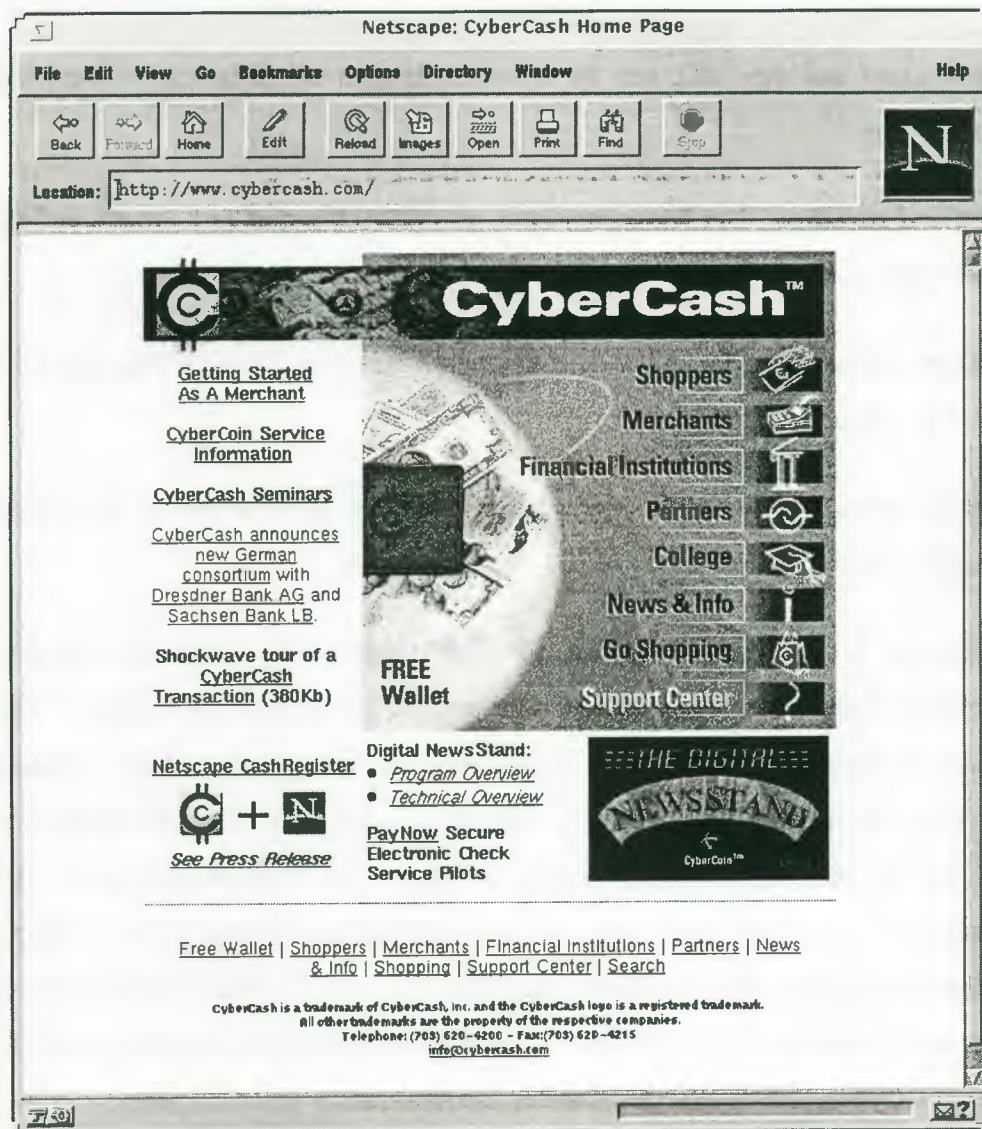 Netscape: CyberCash Home Page
File Edit View Go Bookmarks Options Directory Window Help
Back Forward Home Edit Reload Images Open Print Find Stop
N
Location: http://www.cybercash.com/
CyberCash™
Getting Started
As A Merchant
CyberCoin Service
Information
CyberCash Seminars
CyberCash announces
new German
consortium with
Dresdner Bank AG and
Sachsen Bank LB.
Shockwave tour of a
CyberCash
Transaction (380Kb)
FREE
Wallet
Shoppers
Merchants
Financial Institutions
Partners
College
News & Info
Go Shopping
Support Center
Netscape CashRegister
C + N
See Press Release
Digital NewsStand:
• Program Overview
• Technical Overview
PayNow Secure
Electronic Check
Service Pilots
THE DIGITAL
NEWSSTAND
CyberCoin™
Free Wallet | Shoppers | Merchants | Financial Institutions | Partners | News
& Info | Shopping | Support Center | Search
CyberCash is a trademark of CyberCash, Inc. and the CyberCash logo is a registered trademark.
All other trademarks are the property of the respective companies.
Telephone: (703) 620-4200 - Fax:(703) 620-4215
info@cybercash.com